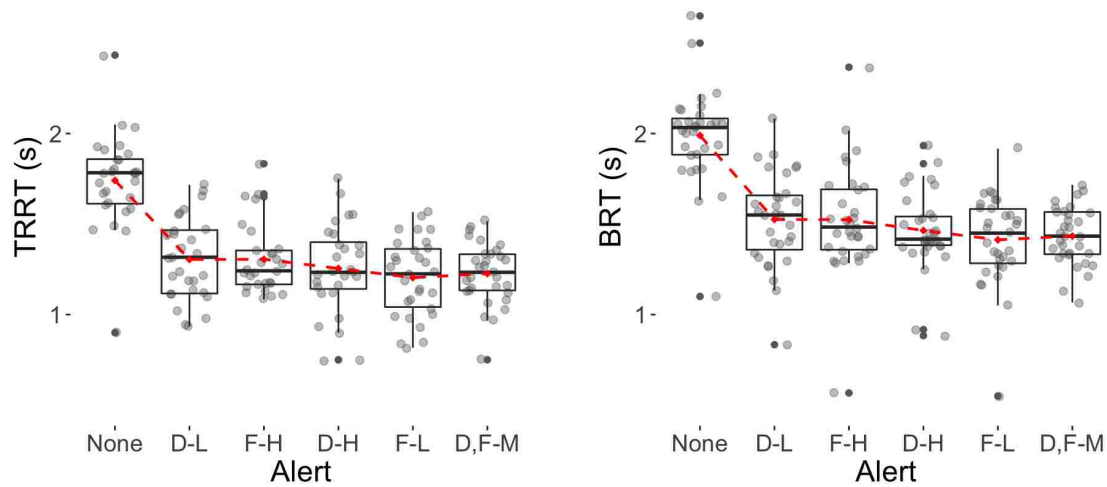 TRRT (s)
2
1
None D-L F-H D-H F-L D,F-M
Alert
BRT (s)
2
1
None D-L F-H D-H F-L D,F-M
Alert